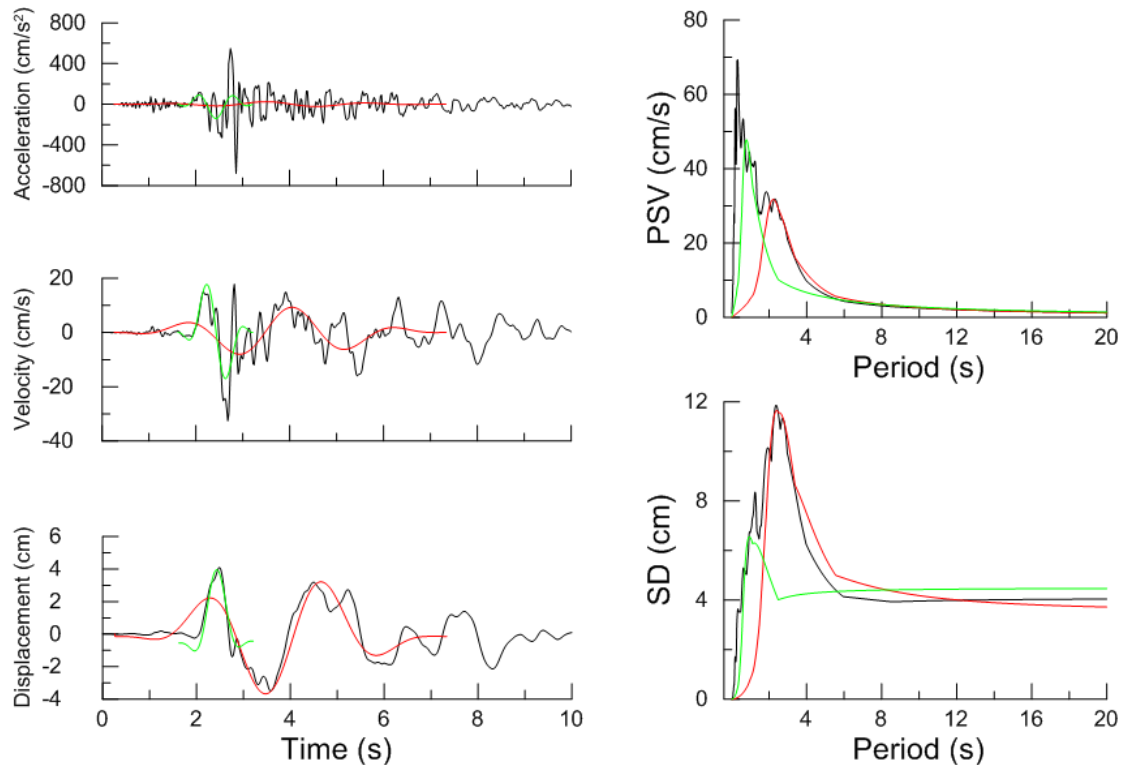 Acceleration (cm/s²)
800
400
0
-400
-800
Velocity (cm/s)
20
0
-20
-40
Displacement (cm)
6
4
2
0
-2
-4
0 2 4 6 8 10
Time (s)
PSV (cm/s)
80
60
40
20
0
4 8 12 16 20
Period (s)
SD (cm)
12
8
4
0
4 8 12 16 20
Period (s)